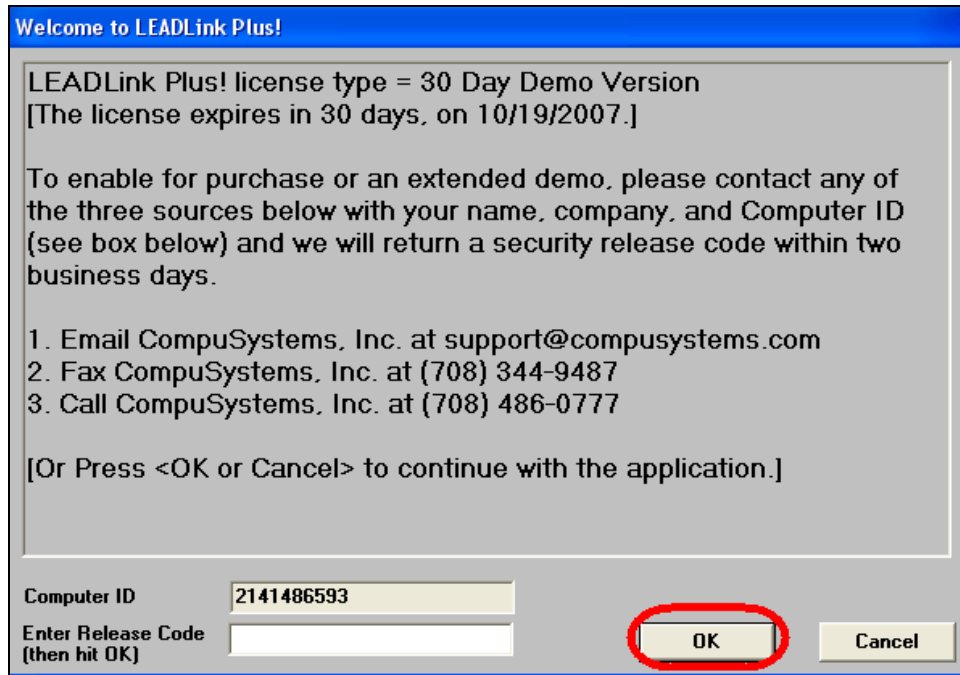 Welcome to LEADLink Plus!
LEADLink Plus! license type = 30 Day Demo Version
[The license expires in 30 days, on 10/19/2007.]
To enable for purchase or an extended demo, please contact any of
the three sources below with your name, company, and Computer ID
(see box below) and we will return a security release code within two
business days.
1. Email CompuSystems, Inc. at support@compusystems.com
2. Fax CompuSystems, Inc. at (708) 344-9487
3. Call CompuSystems, Inc. at (708) 486-0777
[Or Press <OK or Cancel> to continue with the application.]
Computer ID 2141486593
Enter Release Code
(then hit OK)
OK Cancel